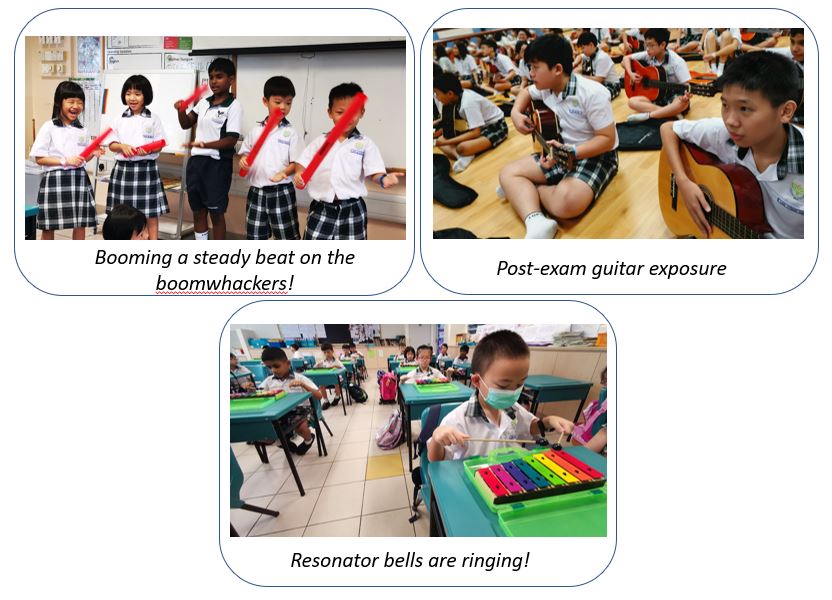 Booming a steady beat on the
boomwhackers!
Post-exam guitar exposure
Resonator bells are ringing!